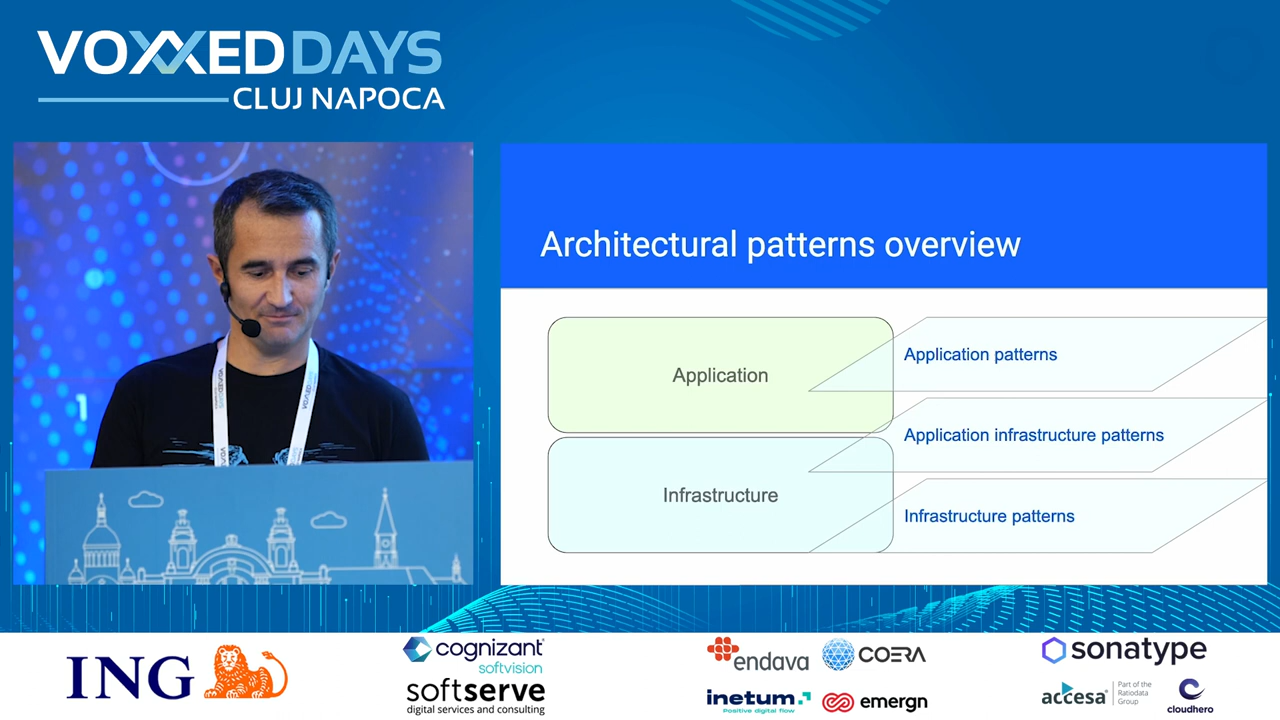 VOXXED DAYS
CLUJ NAPOCA
1
Architectural patterns overview
Application
Infrastructure
Application patterns
Application infrastructure patterns
Infrastructure patterns
ING
cognizant
softvision
softserve
digital services and consulting
endava
COERA
inetum.
Positive digital flow
emergn
sonatype
accesa
Part of the
Ratiodata
Group
cloudhero